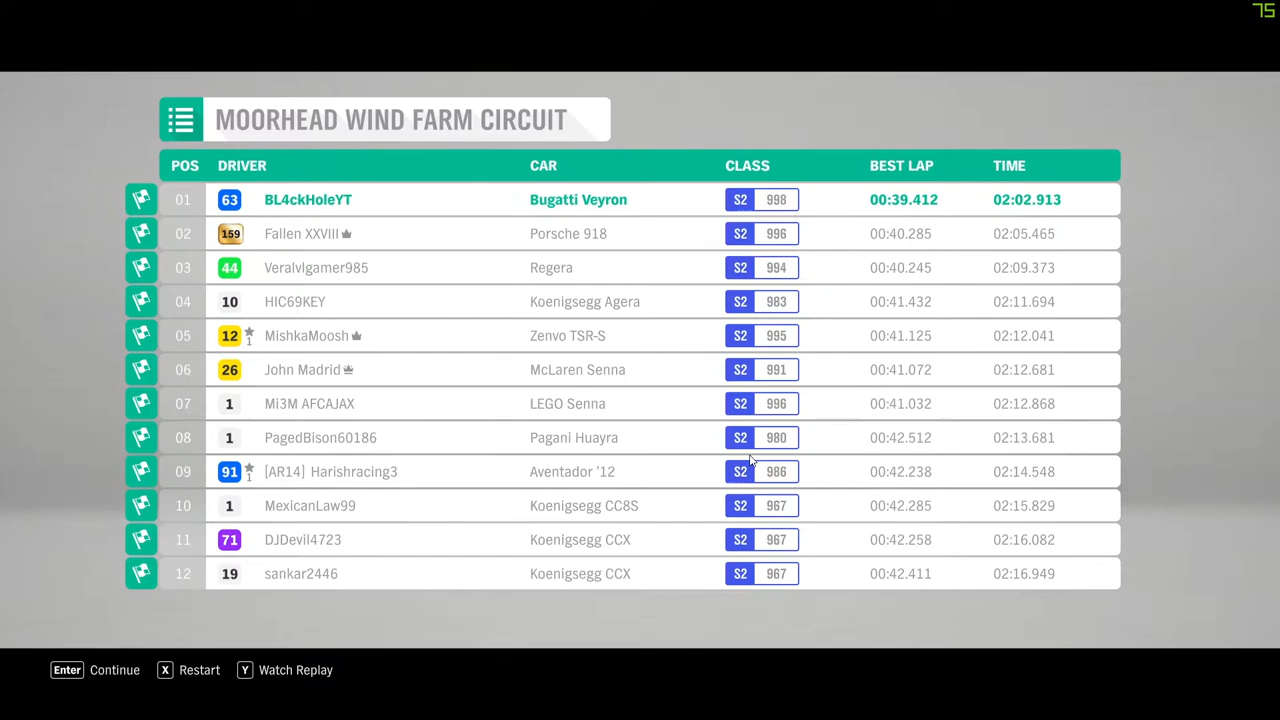 75
MOORHEAD WIND FARM CIRCUIT
POS DRIVER CAR CLASS BEST LAP TIME
01 63 BL4ckHoleYT Bugatti Veyron S2 998 00:39.412 02:02.913
02 159 Fallen XXVIII Porsche 918 S2 996 00:40.285 02:05.465
03 44 Veralvlgamer985 Regera S2 994 00:40.245 02:09.373
04 10 HIC69KEY Koenigsegg Agera S2 983 00:41.432 02:11.694
05 12 1 MishkaMoosh Zenvo TSR-S S2 995 00:41.125 02:12.041
06 26 John Madrid McLaren Senna S2 991 00:41.072 02:12.681
07 1 Mi3M AFCAJAX LEGO Senna S2 996 00:41.032 02:12.868
08 1 PagedBison60186 Pagani Huayra S2 980 00:42.512 02:13.681
09 91 1 [AR14] Harishracing3 Aventador '12 S2 986 00:42.238 02:14.548
10 1 MexicanLaw99 Koenigsegg CC8S S2 967 00:42.285 02:15.829
11 71 DJDevil4723 Koenigsegg CCX S2 967 00:42.258 02:16.082
12 19 sankar2446 Koenigsegg CCX S2 967 00:42.411 02:16.949
Enter Continue X Restart Y Watch Replay